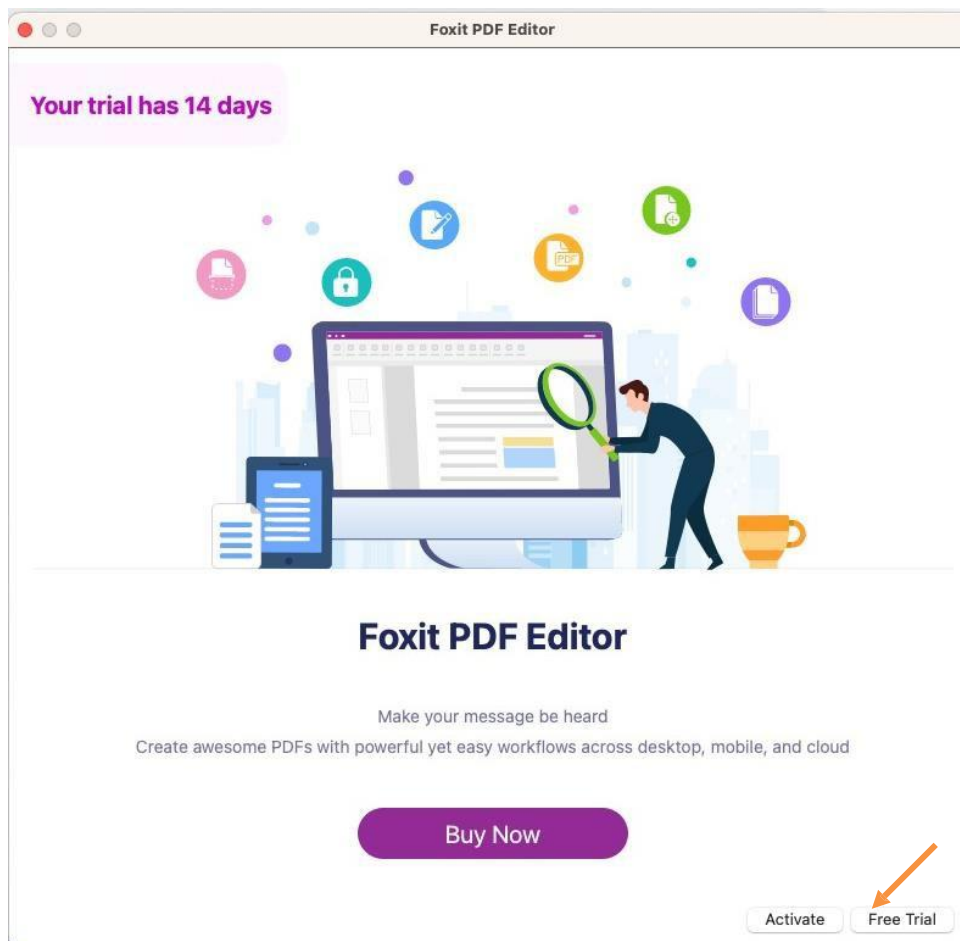 Foxit PDF Editor
Your trial has 14 days
PDF
Foxit PDF Editor
Make your message be heard
Create awesome PDFs with powerful yet easy workflows across desktop, mobile, and cloud
Buy Now
Activate Free Trial